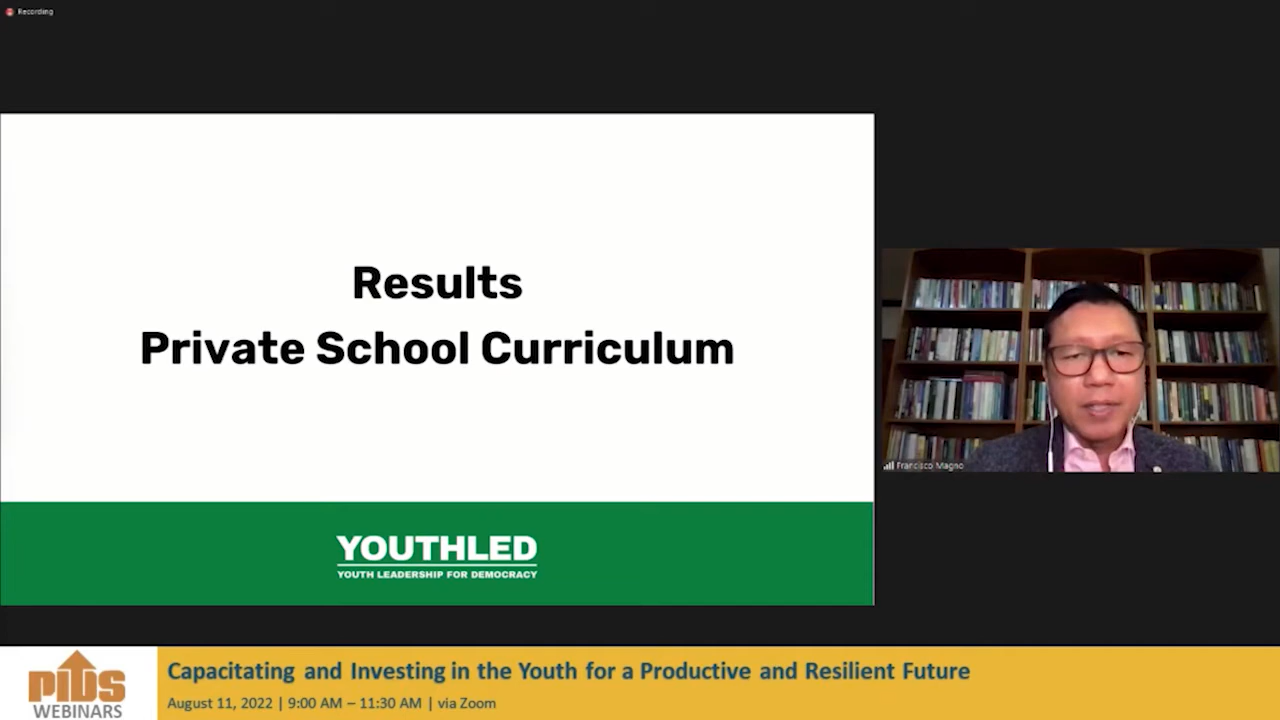 Recording
Results
Private School Curriculum
Francisco Magno
YOUTHLED
YOUTH LEADERSHIP FOR DEMOCRACY
PIDS
WEBINARS
Capacitating and Investing in the Youth for a Productive and Resilient Future
August 11, 2022 | 9:00 AM – 11:30 AM | via Zoom